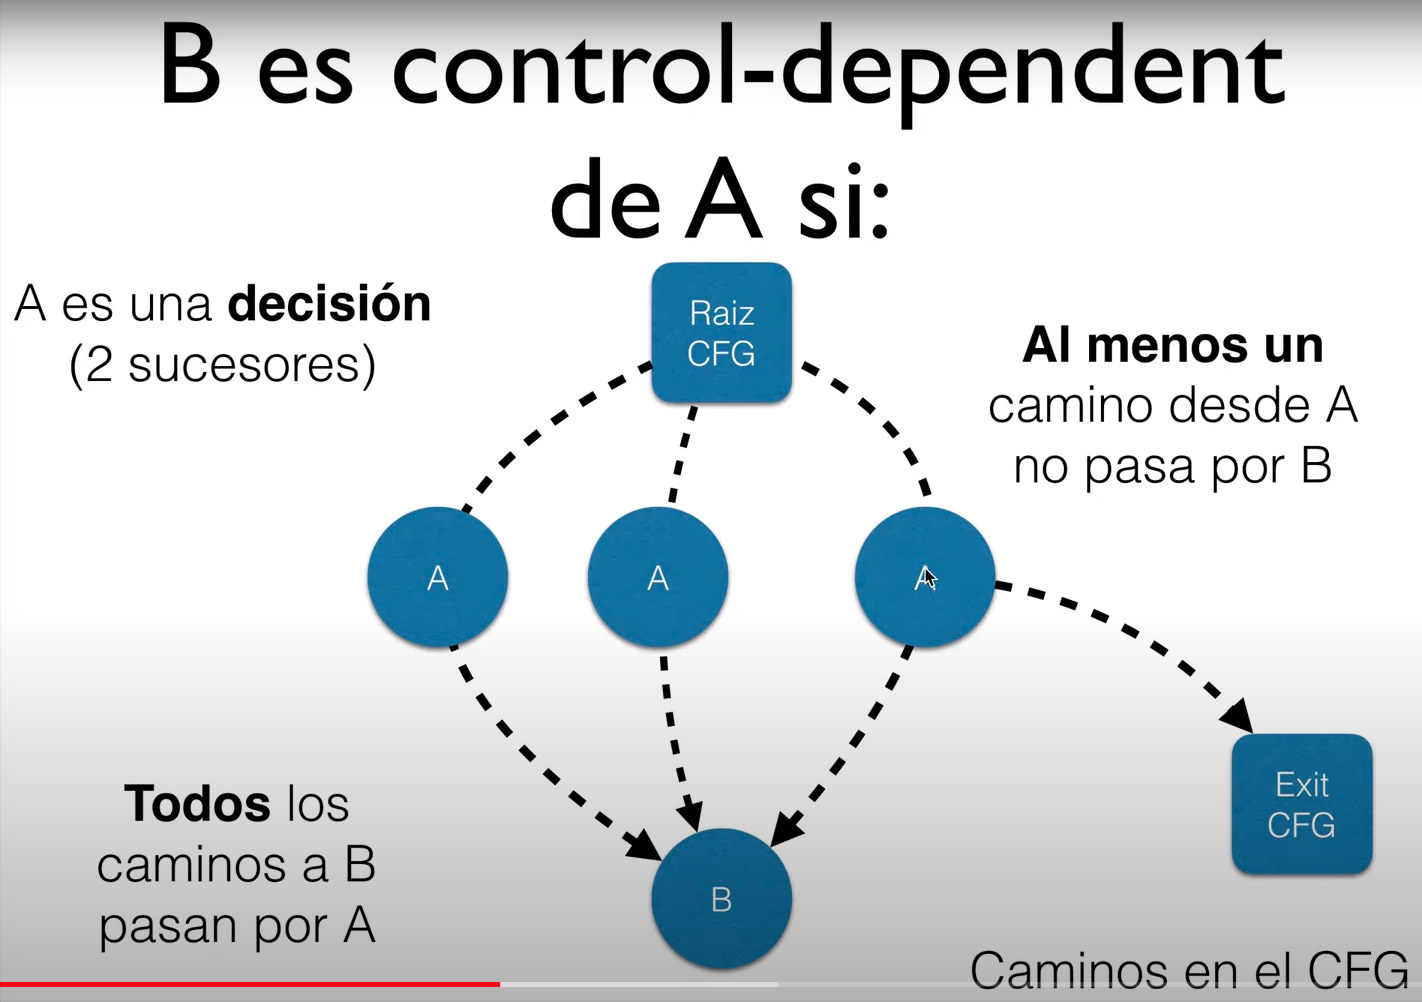 B es control-dependent
de A si:
A es una decisión
(2 sucesores)
Raiz
CFG
Al menos un
camino desde A
no pasa por B
A
A
A
Todos los
caminos a B
pasan por A
B
Exit
CFG
Caminos en el CFG